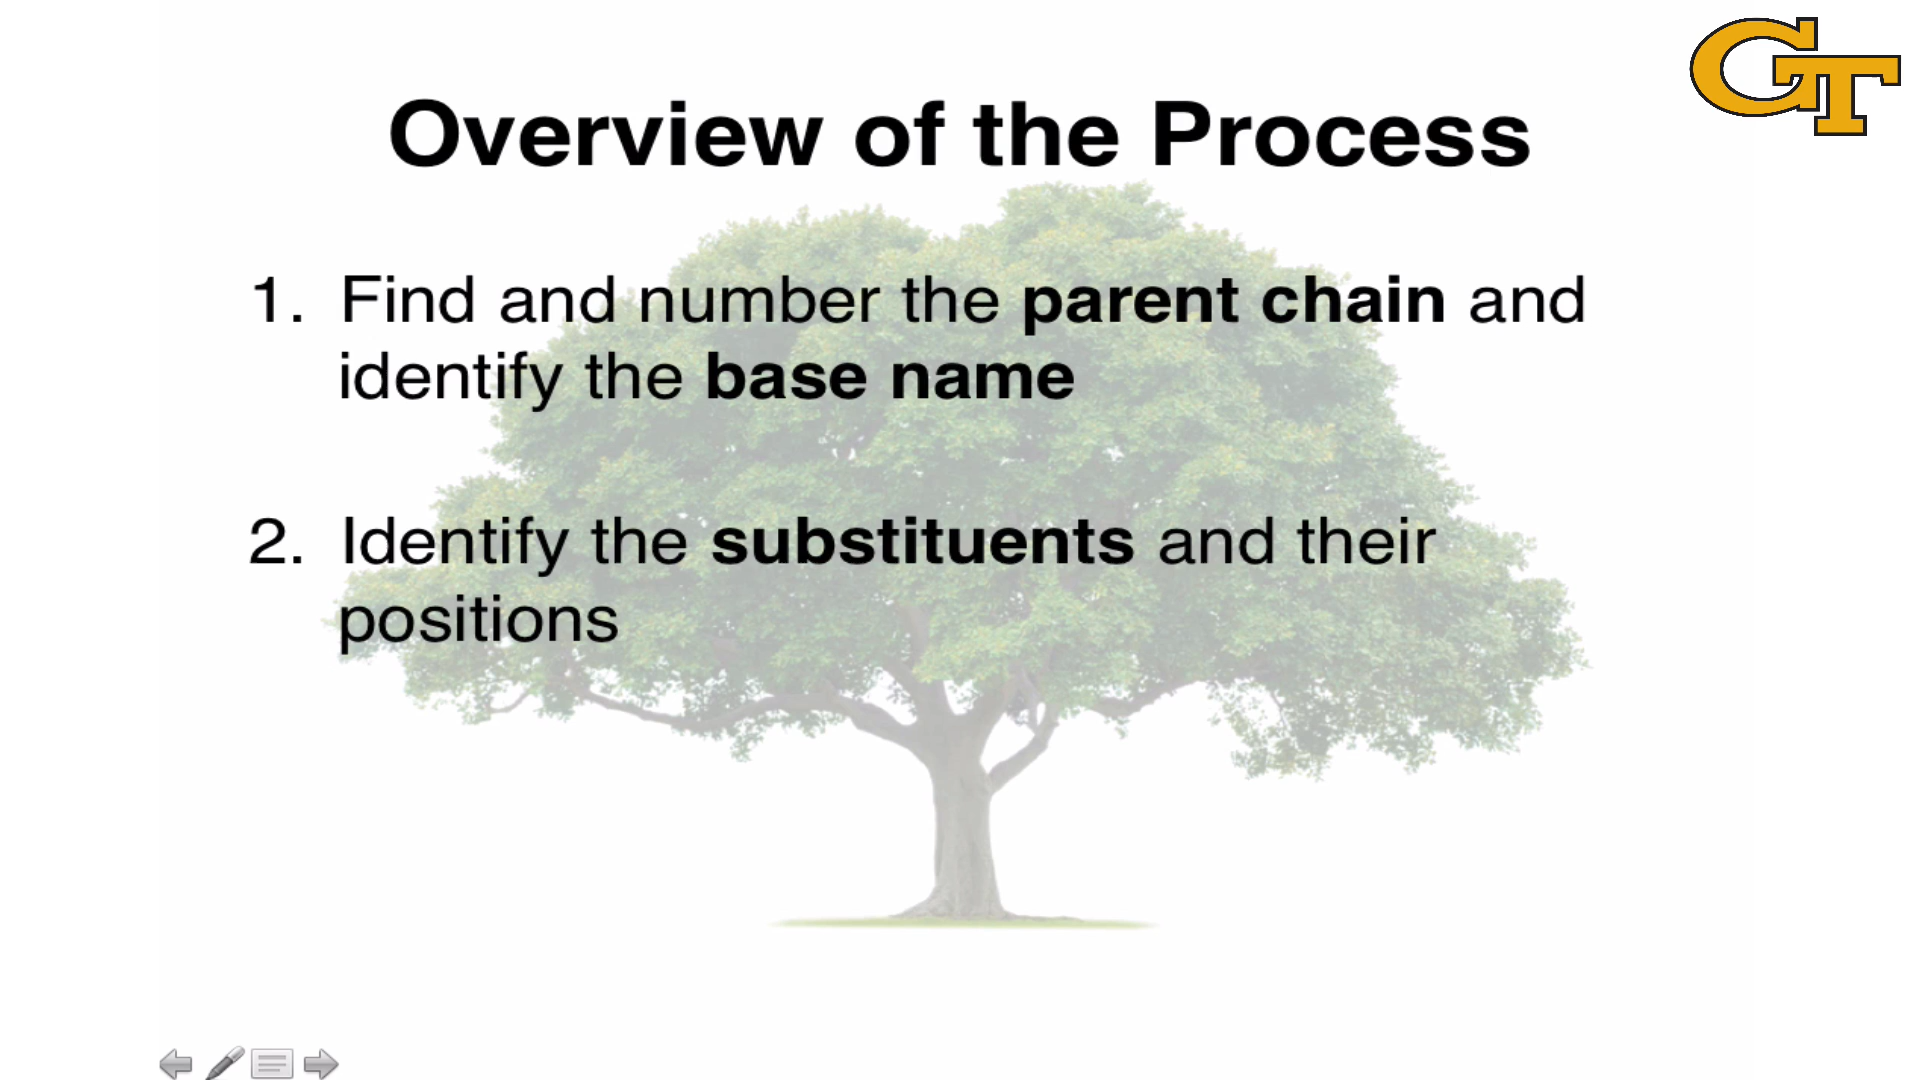 GT
Overview of the Process
1. Find and number the parent chain and
identify the base name
2. Identify the substituents and their
positions